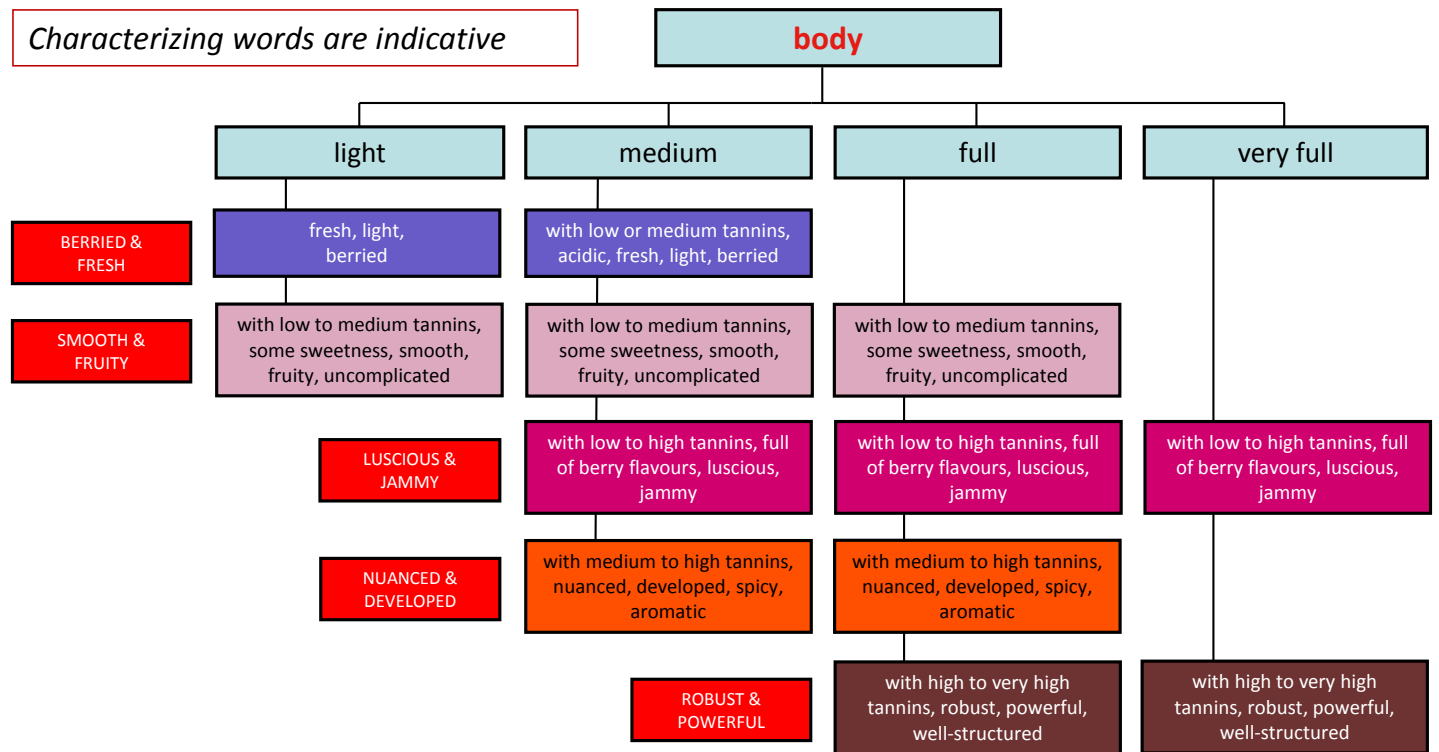 Characterizing words are indicative
body
light
medium
full
very full
BERRIED &
FRESH
fresh, light,
berried
with low or medium tannins,
acidic, fresh, light, berried
SMOOTH &
FRUITY
with low to medium tannins,
some sweetness, smooth,
fruity, uncomplicated
with low to medium tannins,
some sweetness, smooth,
fruity, uncomplicated
with low to medium tannins,
some sweetness, smooth,
fruity, uncomplicated
LUSCIOUS &
JAMMY
with low to high tannins, full
of berry flavours, luscious,
jammy
with low to high tannins, full
of berry flavours, luscious,
jammy
with low to high tannins, full
of berry flavours, luscious,
jammy
NUANCED &
DEVELOPED
with medium to high tannins,
nuanced, developed, spicy,
aromatic
with medium to high tannins,
nuanced, developed, spicy,
aromatic
ROBUST &
POWERFUL
with high to very high
tannins, robust, powerful,
well-structured
with high to very high
tannins, robust, powerful,
well-structured